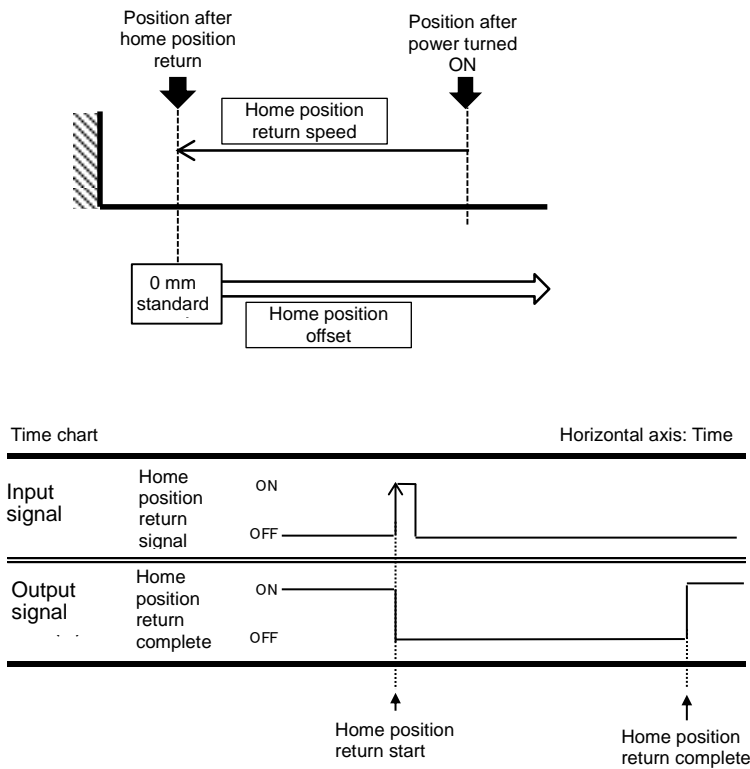 Position after
home position
return
Position after
power turned
ON
Home position
return speed
0 mm
standard
Home position
offset
Time chart
Horizontal axis: Time
Input
signal
Home
position
return
signal
ON
OFF
Output
signal
Home
position
return
complete
ON
OFF
Home position
return start
Home position
return complete